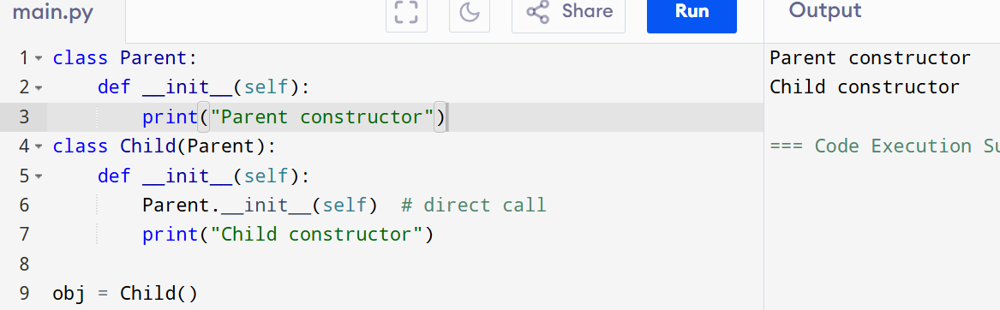 main.py
Share
Run
Output
1 class Parent:
2     def __init__(self):
3         print("Parent constructor")
4 class Child(Parent):
5     def __init__(self):
6         Parent.__init__(self)  # direct call
7         print("Child constructor")
8
9 obj = Child()
Parent constructor
Child constructor
=== Code Execution Su